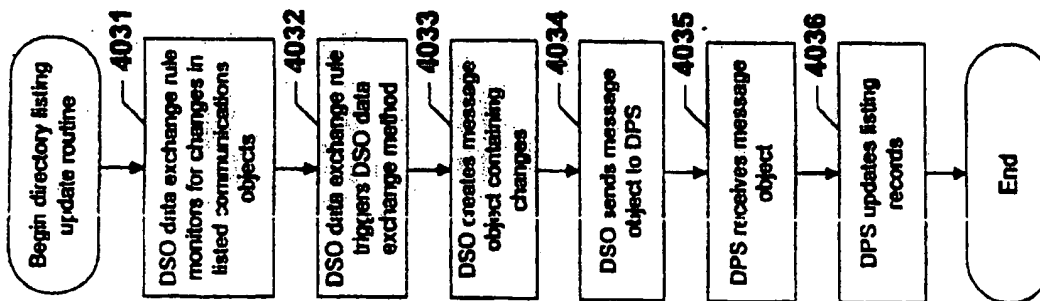 Begin directory listing
update routine
4031
DSO data exchange rule
monitors for changes in
listed communications
objects
4032
DSO data exchange rule
triggers DSO data
exchange method
4033
DSO creates message
object containing
changes
4034
DSO sends message
object to DPS
4035
DPS receives message
object
4036
DPS updates listing
records
End